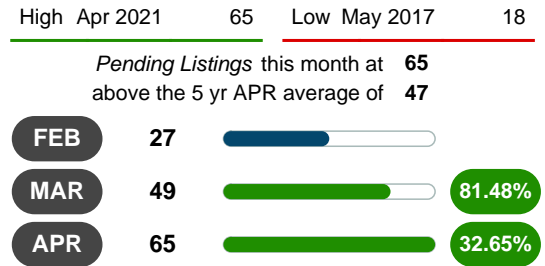 High Apr 2021 65 Low May 2017 18
Pending Listings this month at 65
above the 5 yr APR average of 47
FEB 27
MAR 49 81.48%
APR 65 32.65%